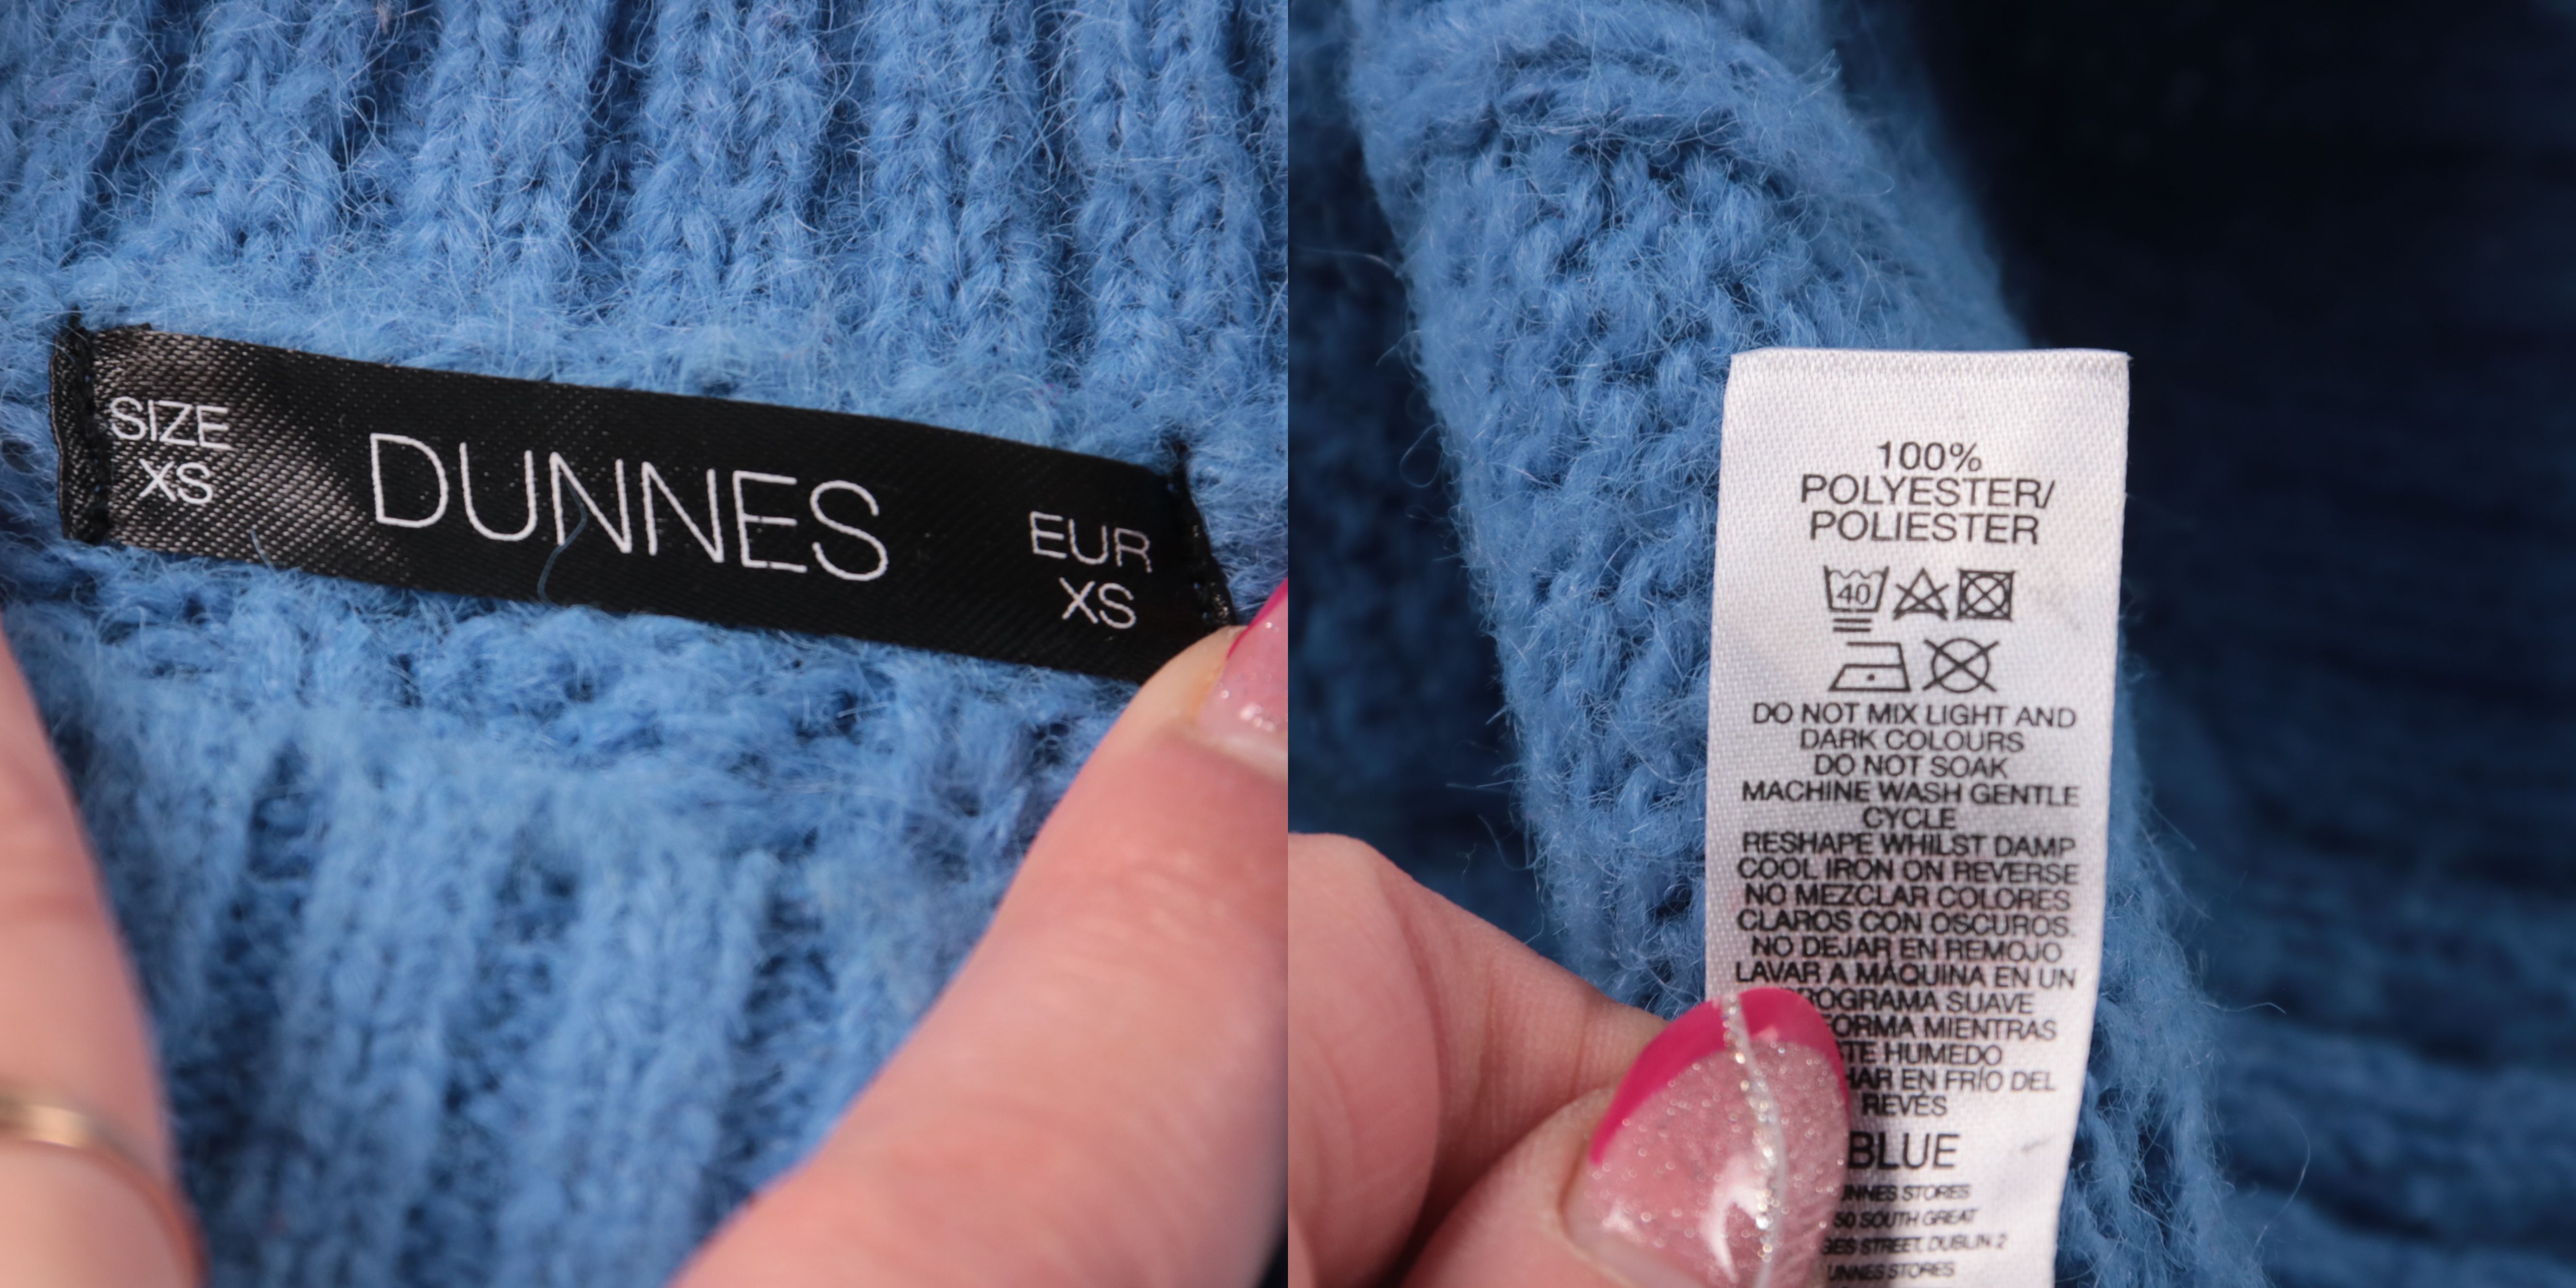 SIZE
XS
DUNNES
EUR
XS
100%
POLYESTER/
POLIESTER
40
DO NOT MIX LIGHT AND
DARK COLOURS
DO NOT SOAK
MACHINE WASH GENTLE
CYCLE
RESHAPE WHILST DAMP
COOL IRON ON REVERSE
NO MEZCLAR COLORES
CLAROS CON OSCUROS.
NO DEJAR EN REMOJO
LAVAR A MÁQUINA EN UN
SUAVE
MIENTRAS
HUMEDO
EN FRÍO DEL
REVÉS
BLUE
STORES
50 SOUTH GREAT
STREET, DUBLIN 2
STORES